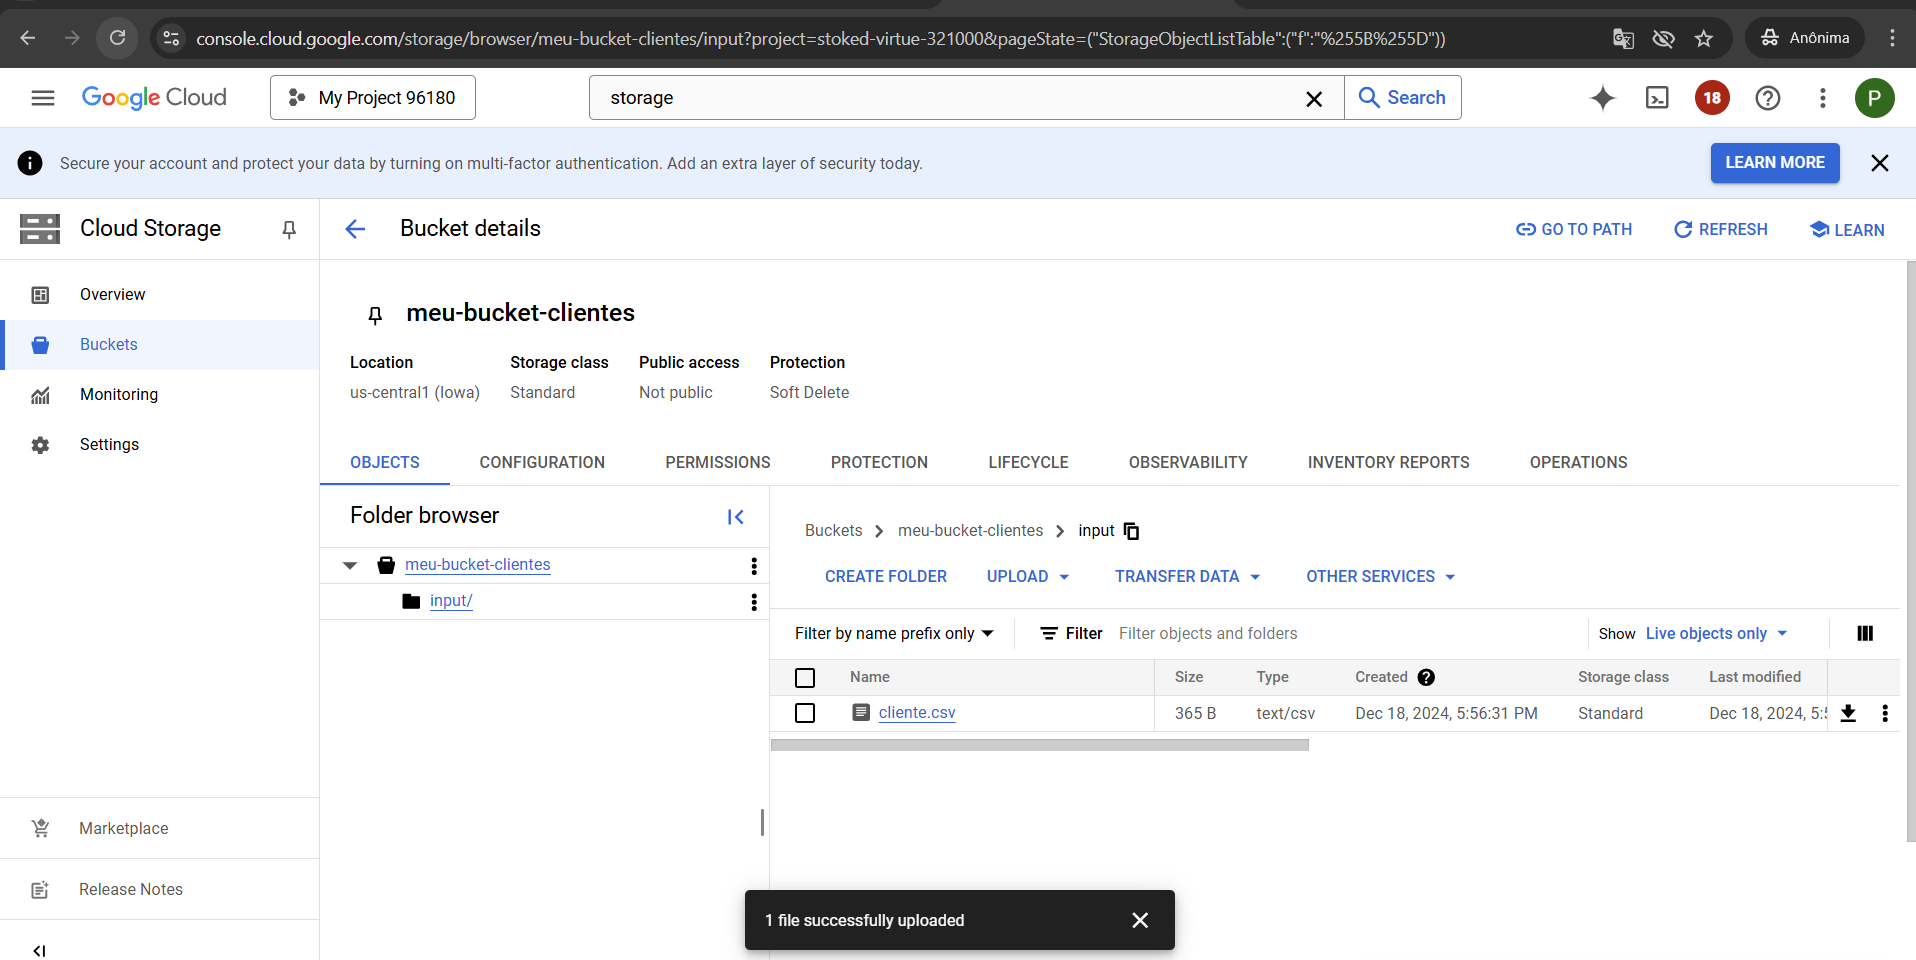 console.cloud.google.com/storage/browser/meu-bucket-clientes/input?project=stoked-virtue-321000&pageState=("StorageObjectListTable":("f":"%255B%255D"))
Anônima
Google Cloud
My Project 96180
storage
Search
18
P
Secure your account and protect your data by turning on multi-factor authentication. Add an extra layer of security today.
LEARN MORE
Cloud Storage
Bucket details
GO TO PATH
REFRESH
LEARN
Overview
Buckets
Monitoring
Settings
Marketplace
Release Notes
meu-bucket-clientes
Location Storage class Public access Protection
us-central1 (Iowa) Standard Not public Soft Delete
OBJECTS CONFIGURATION PERMISSIONS PROTECTION LIFECYCLE OBSERVABILITY INVENTORY REPORTS OPERATIONS
Folder browser
meu-bucket-clientes
input/
Buckets > meu-bucket-clientes > input
CREATE FOLDER UPLOAD TRANSFER DATA OTHER SERVICES
Filter by name prefix only Filter Filter objects and folders Show Live objects only
Name Size Type Created Storage class Last modified
cliente.csv 365 B text/csv Dec 18, 2024, 5:56:31 PM Standard Dec 18, 2024, 5:5
1 file successfully uploaded